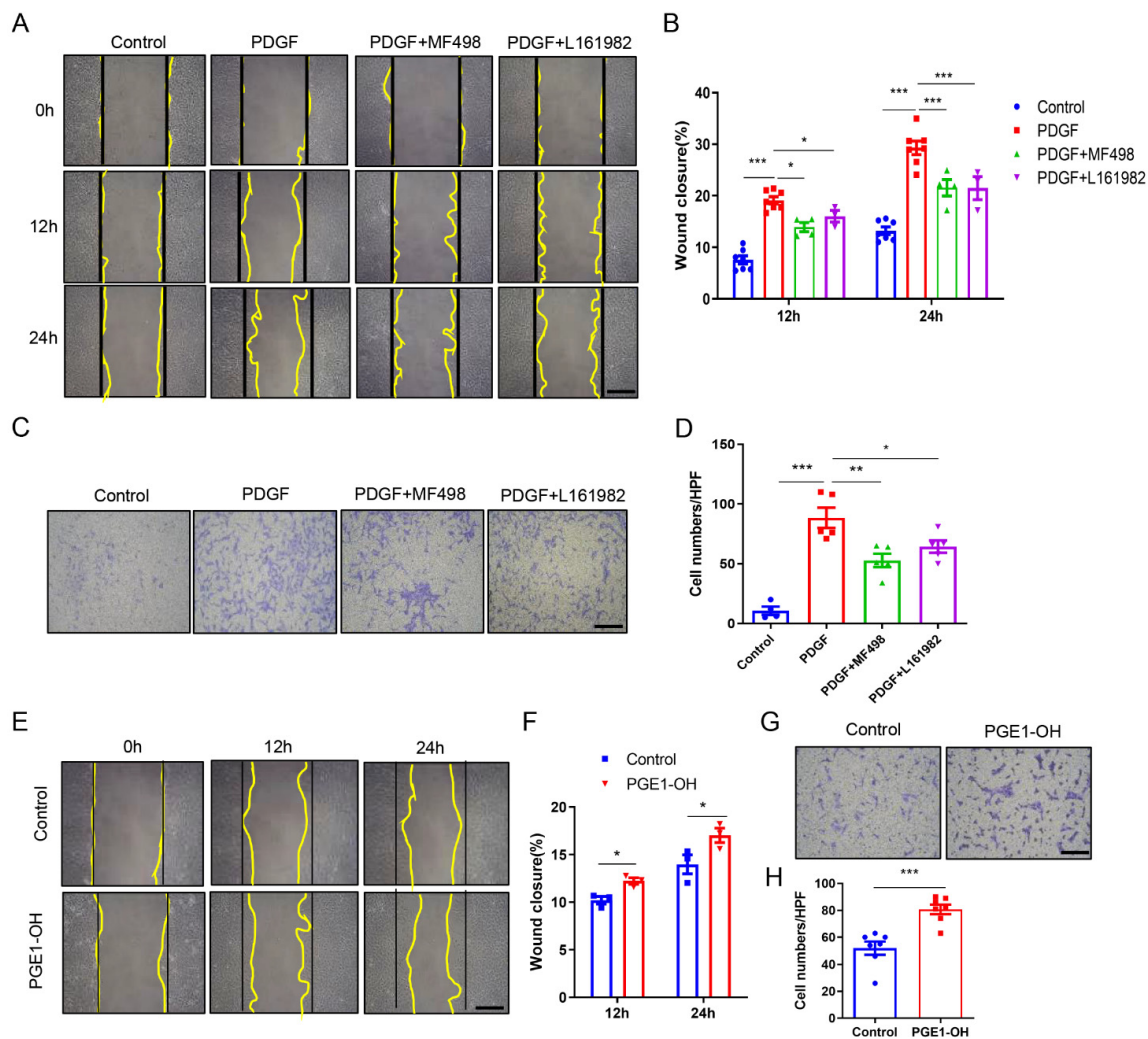 A
Control PDGF PDGF+MF498 PDGF+L161982
0h
12h
24h
B
Wound closure(%)
40
30
20
10
0
*** * *
*** *** ***
12h 24h
Control
PDGF
PDGF+MF498
PDGF+L161982
C
Control PDGF PDGF+MF498 PDGF+L161982
D
Cell numbers/HPF
150
100
50
0
*** ** *
Control PDGF PDGF+MF498 PDGF+L161982
E
0h 12h 24h
Control
PGE1-OH
F
Control
PGE1-OH
Wound closure(%)
20
15
10
5
0
* *
12h 24h
G
Control PGE1-OH
H
Cell numbers/HPF
100
80
60
40
20
0
***
Control PGE1-OH